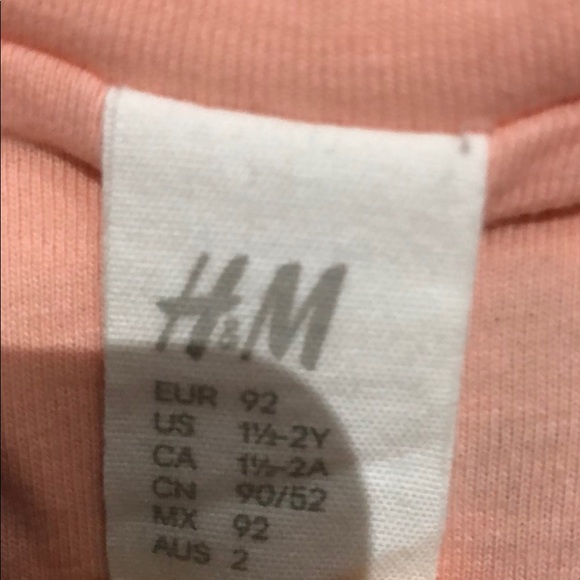 H&M
EUR 92
US 1½-2Y
CA 1½-2A
CN 90/52
MX 92
AUS 2